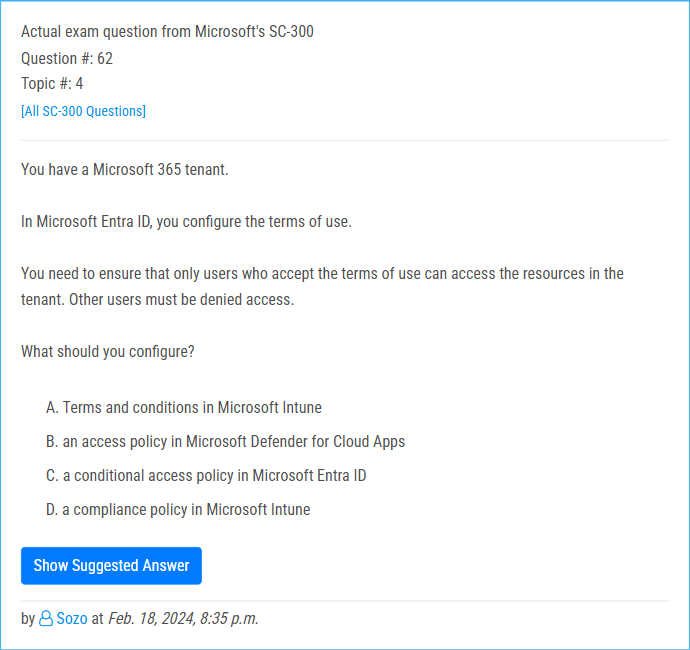 Actual exam question from Microsoft's SC-300
Question #: 62
Topic #: 4
[All SC-300 Questions]
You have a Microsoft 365 tenant.
In Microsoft Entra ID, you configure the terms of use.
You need to ensure that only users who accept the terms of use can access the resources in the
tenant. Other users must be denied access.
What should you configure?
A. Terms and conditions in Microsoft Intune
B. an access policy in Microsoft Defender for Cloud Apps
C. a conditional access policy in Microsoft Entra ID
D. a compliance policy in Microsoft Intune
Show Suggested Answer
by Sozo at Feb. 18, 2024, 8:35 p.m.